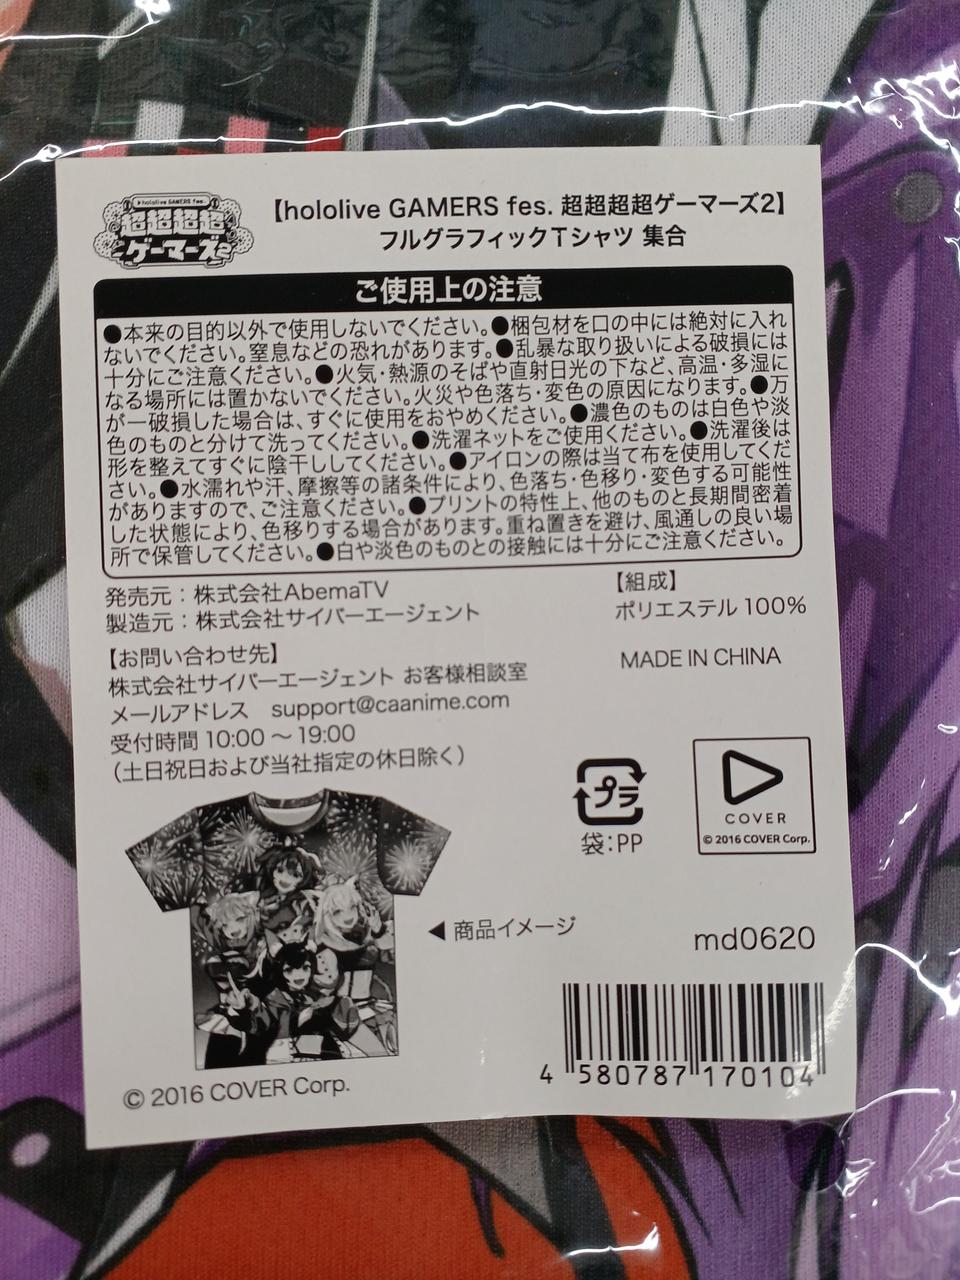 hololive GAMERS fes.
超超超超
ゲーマーズ2
【hololive GAMERS fes. 超超超超ゲーマーズ2】
フルグラフィックTシャツ 集合
ご使用上の注意
●本来の目的以外で使用しないでください。●梱包材を口の中には絶対に入れ
ないでください。窒息などの恐れがあります。●乱暴な取り扱いによる破損には
十分にご注意ください。●火気・熱源のそばや直射日光の下など、高温・多湿に
なる場所には置かないでください。火災や色落ち・変色の原因になります。●万
が一破損した場合は、すぐに使用をおやめください。●濃色のものは白色や淡
色のものと分けて洗ってください。●洗濯ネットをご使用ください。●洗濯後は
形を整えてすぐに陰干ししてください。●アイロンの際は当て布を使用してくだ
さい。●水濡れや汗、摩擦等の諸条件により、色落ち・色移り・変色する可能性
がありますので、ご注意ください。●プリントの特性上、他のものと長期間密着
した状態により、色移りする場合があります。重ね置きを避け、風通しの良い場
所で保管してください。●白や淡色のものとの接触には十分にご注意ください。
発売元：株式会社AbemaTV
製造元：株式会社サイバーエージェント
【組成】
ポリエステル100%
MADE IN CHINA
【お問い合わせ先】
株式会社サイバーエージェント お客様相談室
メールアドレス support@caanime.com
受付時間 10:00 〜 19:00
（土日祝日および当社指定の休日除く）
プラ
袋：PP
COVER
© 2016 COVER Corp.
◀ 商品イメージ
md0620
4 580787 170104
© 2016 COVER Corp.